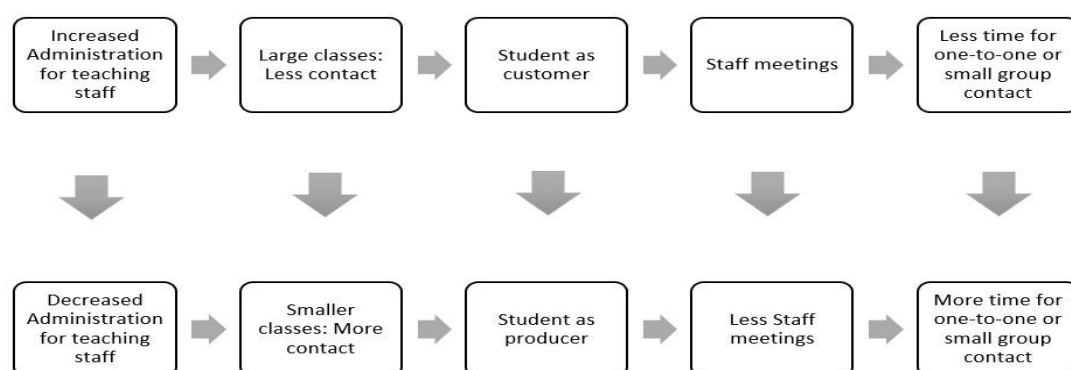 Increased
Administration
for teaching
staff
Large classes:
Less contact
Student as
customer
Staff meetings
Less time for
one-to-one or
small group
contact
Decreased
Administration
for teaching
staff
Smaller
classes: More
contact
Student as
producer
Less Staff
meetings
More time for
one-to-one or
small group
contact